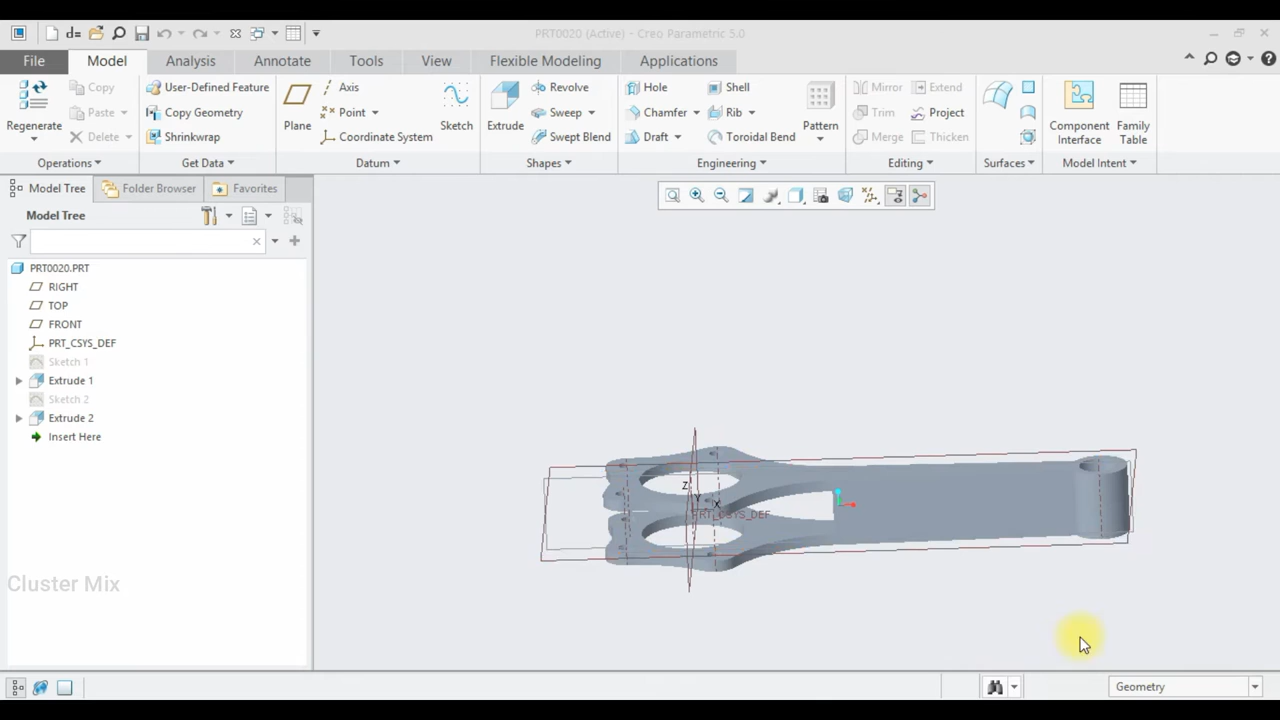 PRT0020 (Active) - Creo Parametric 5.0
File Model Analysis Annotate Tools View Flexible Modeling Applications
Regenerate
Copy
Paste
Delete
Operations
User-Defined Feature
Copy Geometry
Shrinkwrap
Get Data
Plane
Axis
Point
Coordinate System
Sketch
Datum
Extrude
Revolve
Sweep
Swept Blend
Shapes
Hole
Chamfer
Draft
Shell
Rib
Toroidal Bend
Pattern
Engineering
Mirror
Trim
Merge
Extend
Project
Thicken
Editing
Surfaces
Component
Interface
Family
Table
Model Intent
Model Tree Folder Browser Favorites
Model Tree
PRT0020.PRT
RIGHT
TOP
FRONT
PRT_CSYS_DEF
Sketch 1
Extrude 1
Sketch 2
Extrude 2
Insert Here
Z
Y
X
PRT_CSYS_DEF
Cluster Mix
Geometry